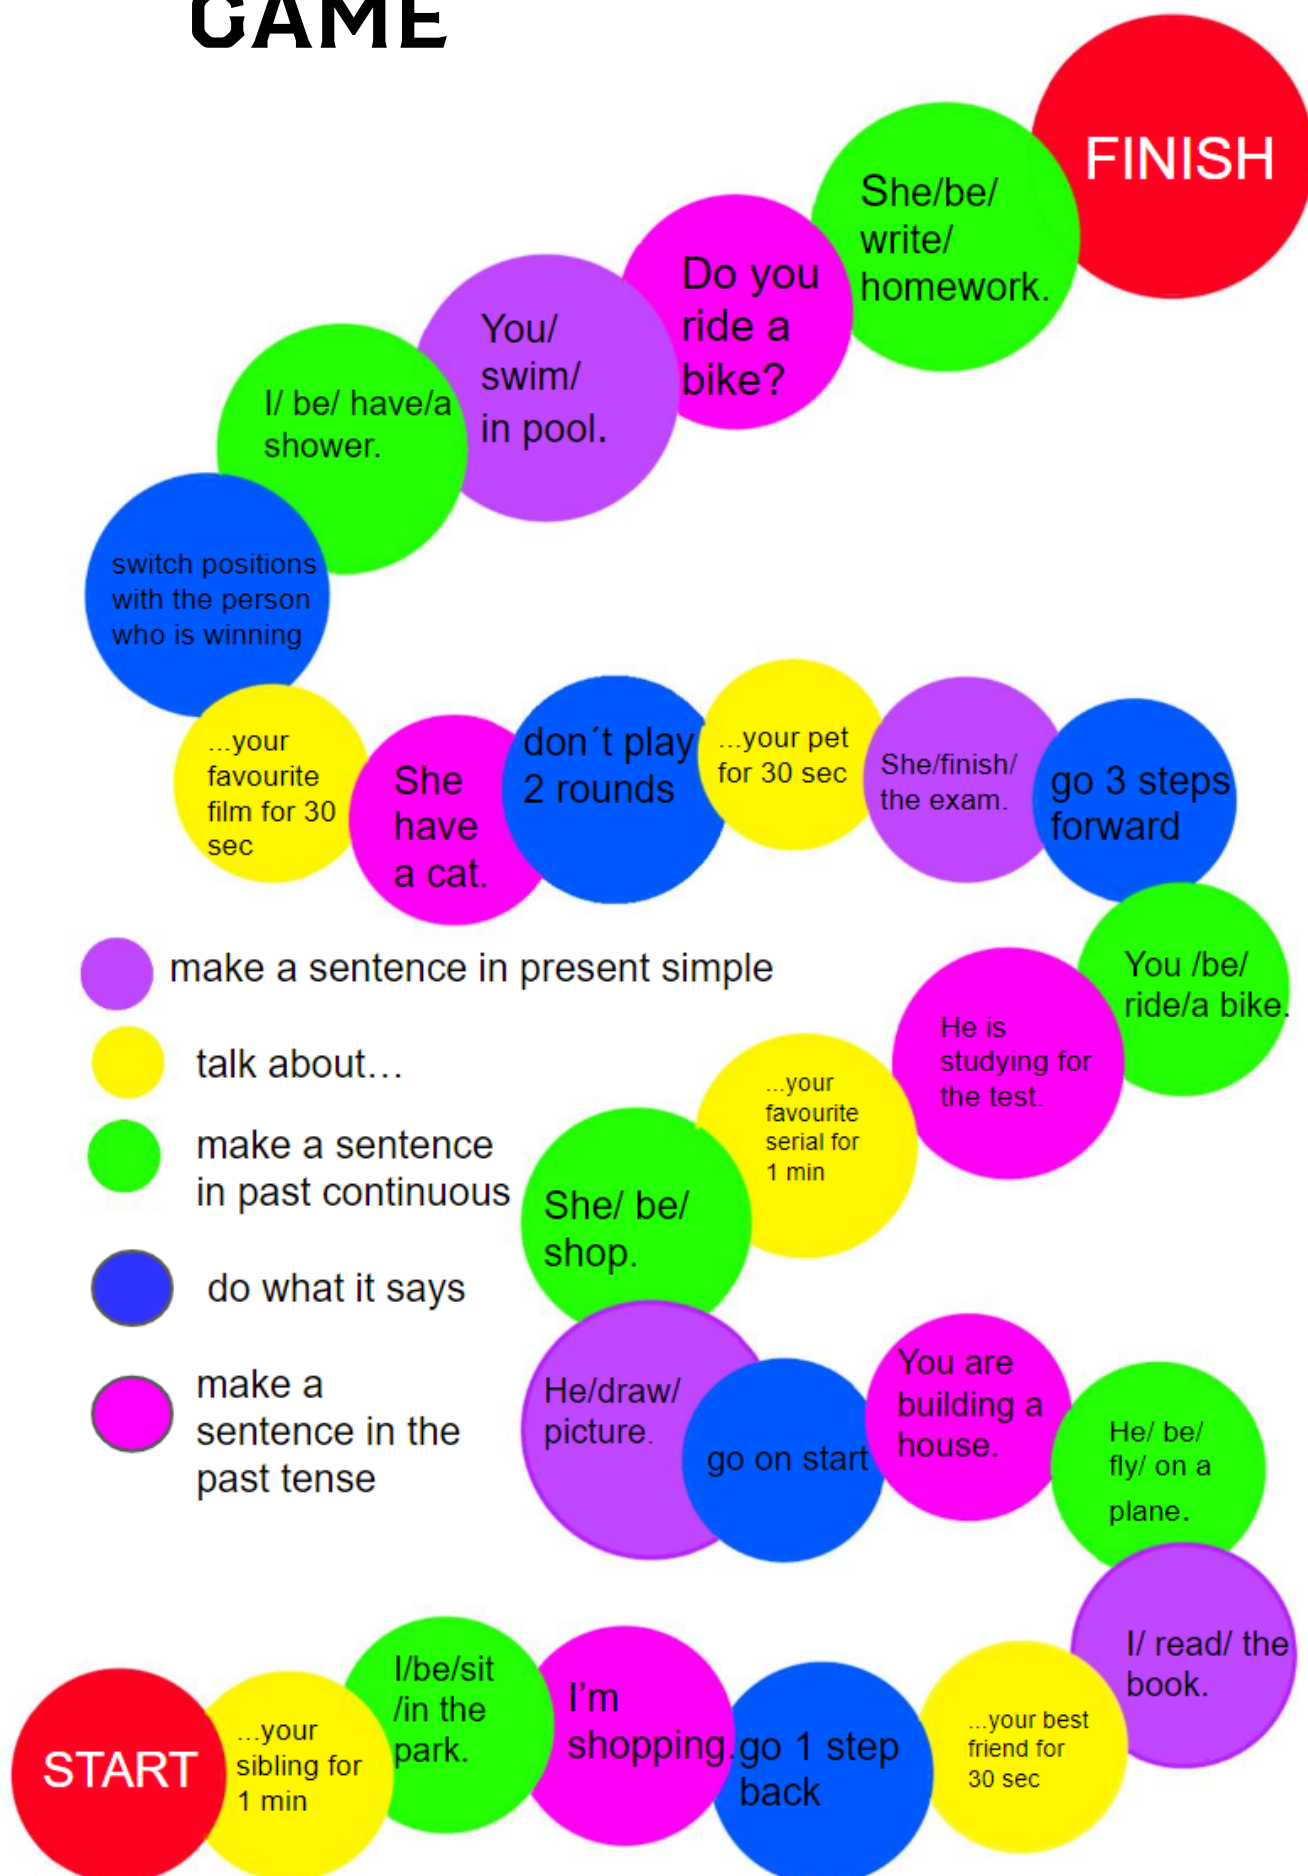 GAME
FINISH
She/be/
write/
homework.
Do you
ride a
bike?
You/
swim/
in pool.
I/ be/ have/a
shower.
switch positions
with the person
who is winning
...your
favourite
film for 30
sec
She
have
a cat.
don´t play
2 rounds
...your pet
for 30 sec
She/finish/
the exam.
go 3 steps
forward
You /be/
ride/a bike.
He is
studying for
the test.
...your
favourite
serial for
1 min
She/ be/
shop.
He/draw/
picture.
go on start
You are
building a
house.
He/ be/
fly/ on a
plane.
I/ read/ the
book.
...your best
friend for
30 sec
go 1 step
back
I’m
shopping.
I/be/sit
/in the
park.
...your
sibling for
1 min
START
make a sentence in present simple
talk about…
make a sentence
in past continuous
do what it says
make a
sentence in the
past tense